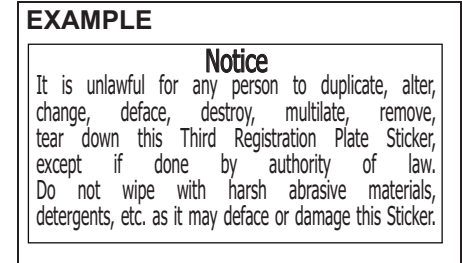 EXAMPLE
Notice
It is unlawful for any person to duplicate, alter,
change, deface, destroy, multilate, remove,
tear down this Third Registration Plate Sticker,
except if done by authority of law.
Do not wipe with harsh abrasive materials,
detergents, etc. as it may deface or damage this Sticker.